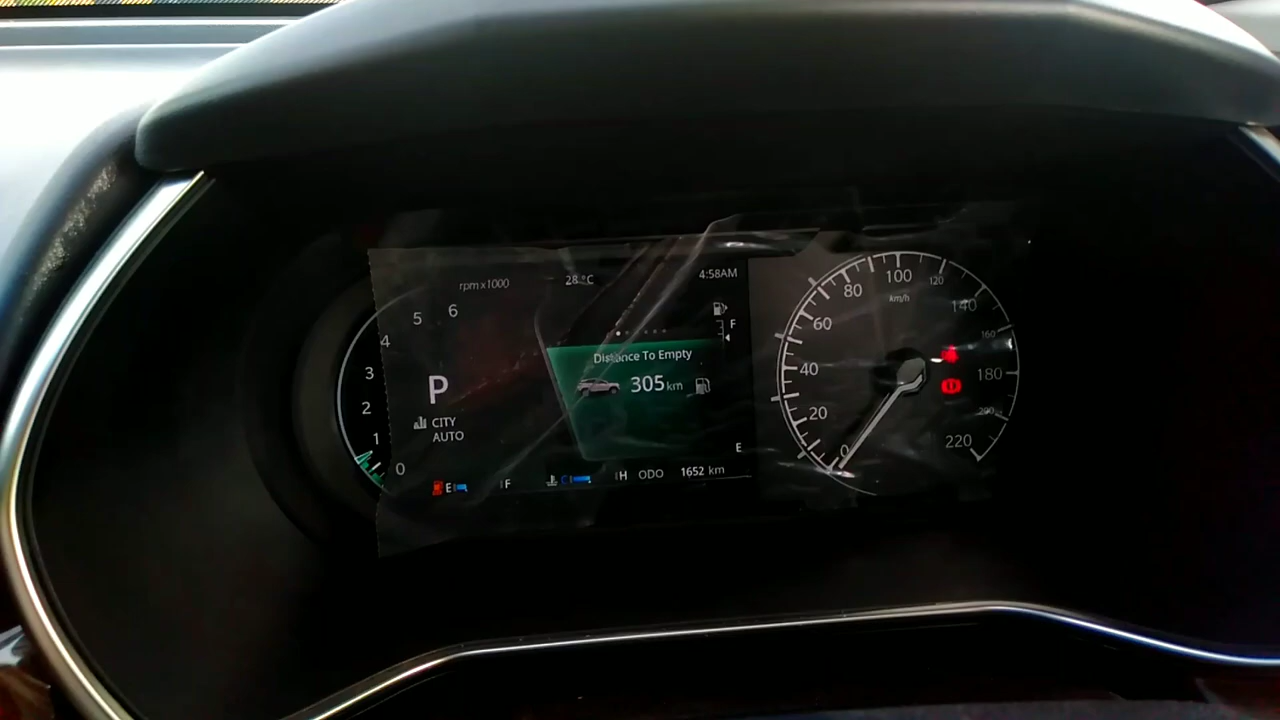 rpm x1000
28 °C
4:58AM
6
5
4
3
2
1
0
P
CITY
AUTO
F
Distance To Empty
305 km
E
E
F
C
H
ODO
1652 km
0
20
40
60
80
100
120
140
160
180
200
220
km/h